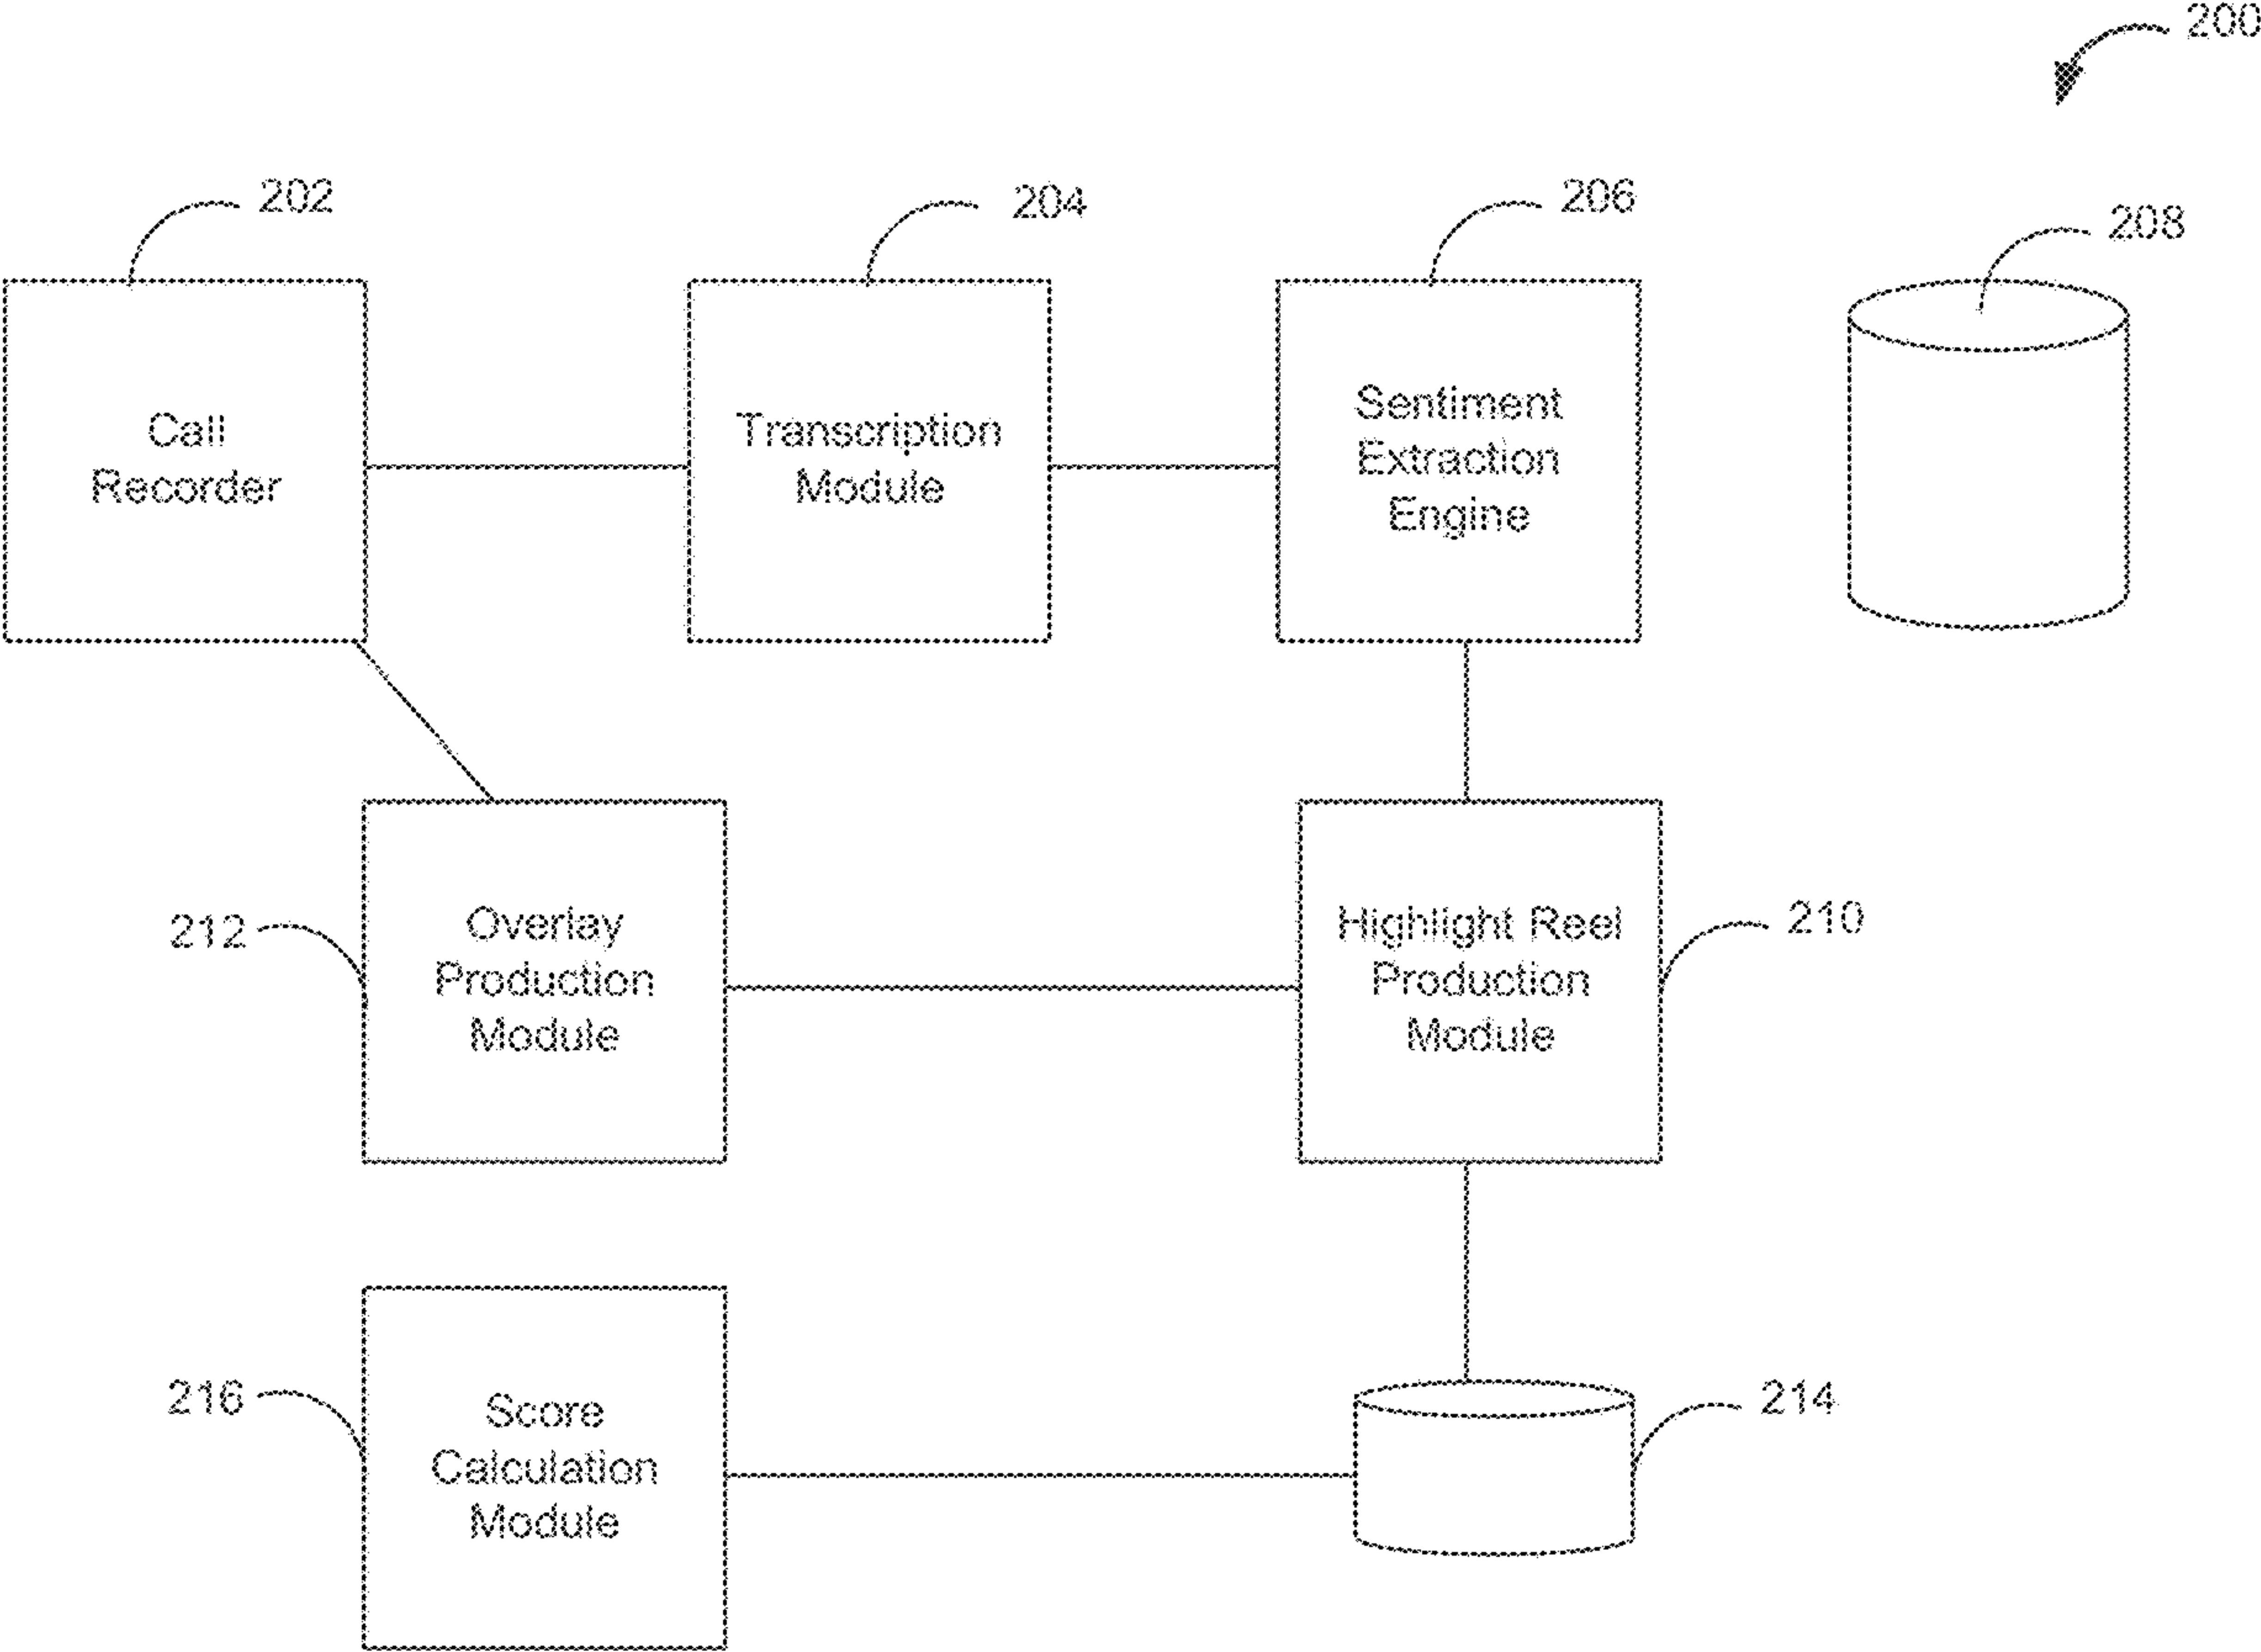 200
202
204
206
208
Call
Recorder
Transcription
Module
Sentiment
Extraction
Engine
212
Overlay
Production
Module
Highlight Reel
Production
Module
210
216
Score
Calculation
Module
214